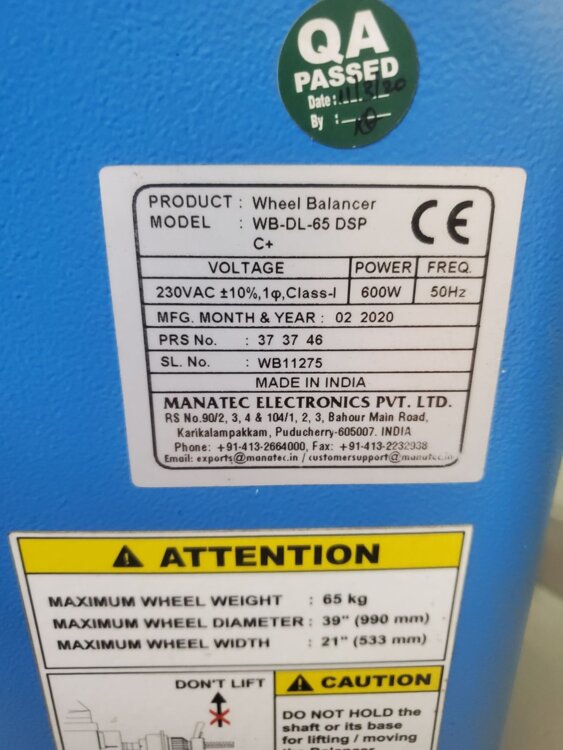 QA
PASSED
Date : 11/3/20
By :
PRODUCT : Wheel Balancer
MODEL : WB-DL-65 DSP
C+
CE
VOLTAGE POWER FREQ.
230VAC ±10%,1φ,Class-I 600W 50Hz
MFG. MONTH & YEAR : 02 2020
PRS No. : 37 37 46
SL. No. : WB11275
MADE IN INDIA
MANATEC ELECTRONICS PVT. LTD.
RS No.90/2, 3, 4 & 104/1, 2, 3, Bahour Main Road,
Karikalampakkam, Puducherry-605007. INDIA
Phone: +91-413-2664000, Fax: +91-413-2232938
Email: exports@manatec.in / customersupport@manatec.in
ATTENTION
MAXIMUM WHEEL WEIGHT : 65 kg
MAXIMUM WHEEL DIAMETER : 39" (990 mm)
MAXIMUM WHEEL WIDTH : 21" (533 mm)
DON'T LIFT
CAUTION
DO NOT HOLD the
shaft or its base
for lifting / moving
the Balancer